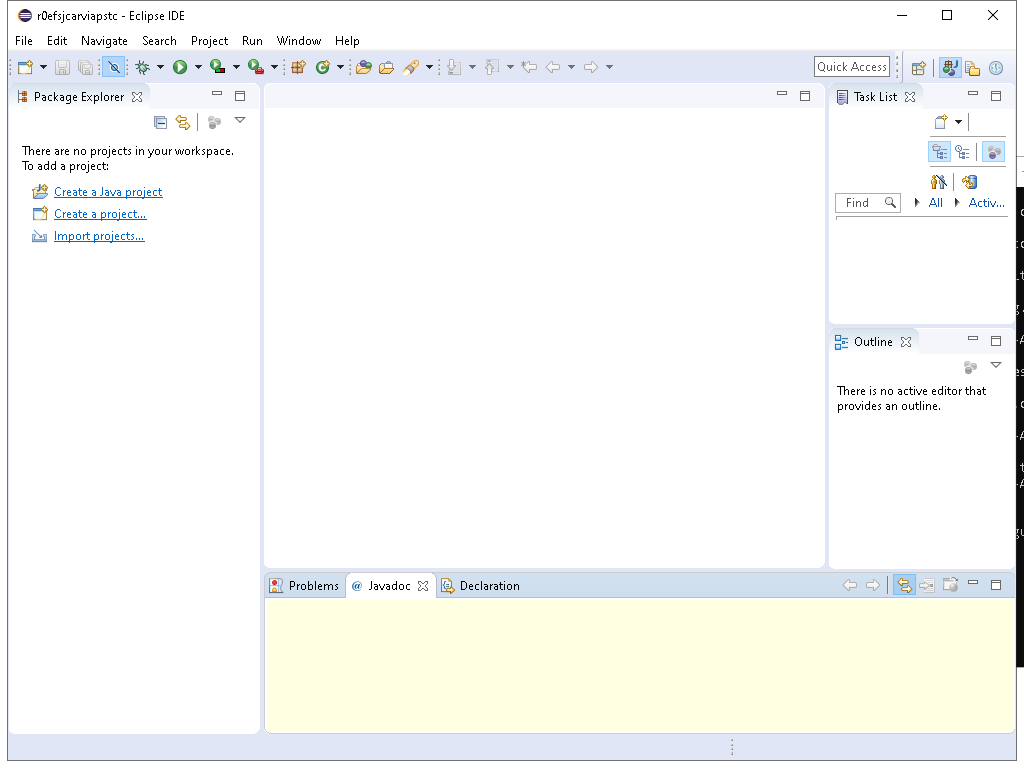 r0efsjcarviapstc - Eclipse IDE
File Edit Navigate Search Project Run Window Help
Quick Access
Package Explorer
There are no projects in your workspace.
To add a project:
Create a Java project
Create a project...
Import projects...
Task List
Find All Activ...
Outline
There is no active editor that
provides an outline.
Problems @ Javadoc Declaration